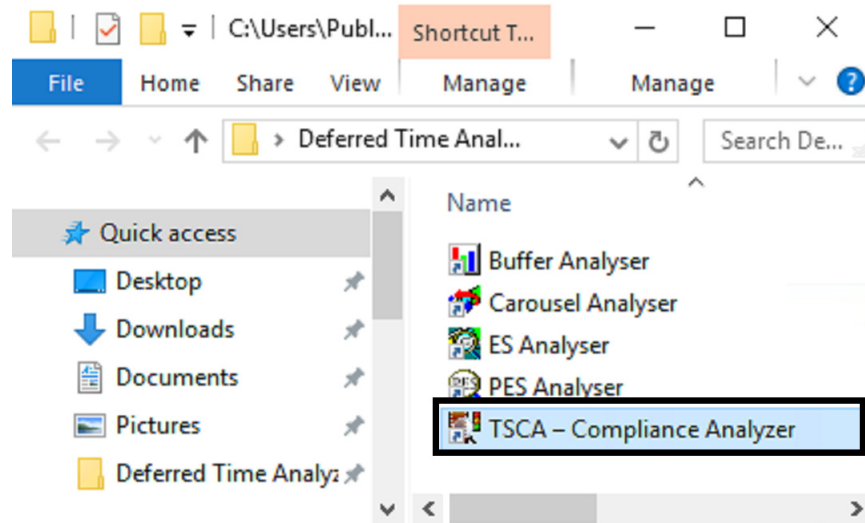 C:\Users\Publ... Shortcut T...
File Home Share View Manage Manage
Deferred Time Anal... Search De...
Name
Quick access
Desktop
Downloads
Documents
Pictures
Deferred Time Analyz
Buffer Analyser
Carousel Analyser
ES Analyser
PES Analyser
TSCA – Compliance Analyzer